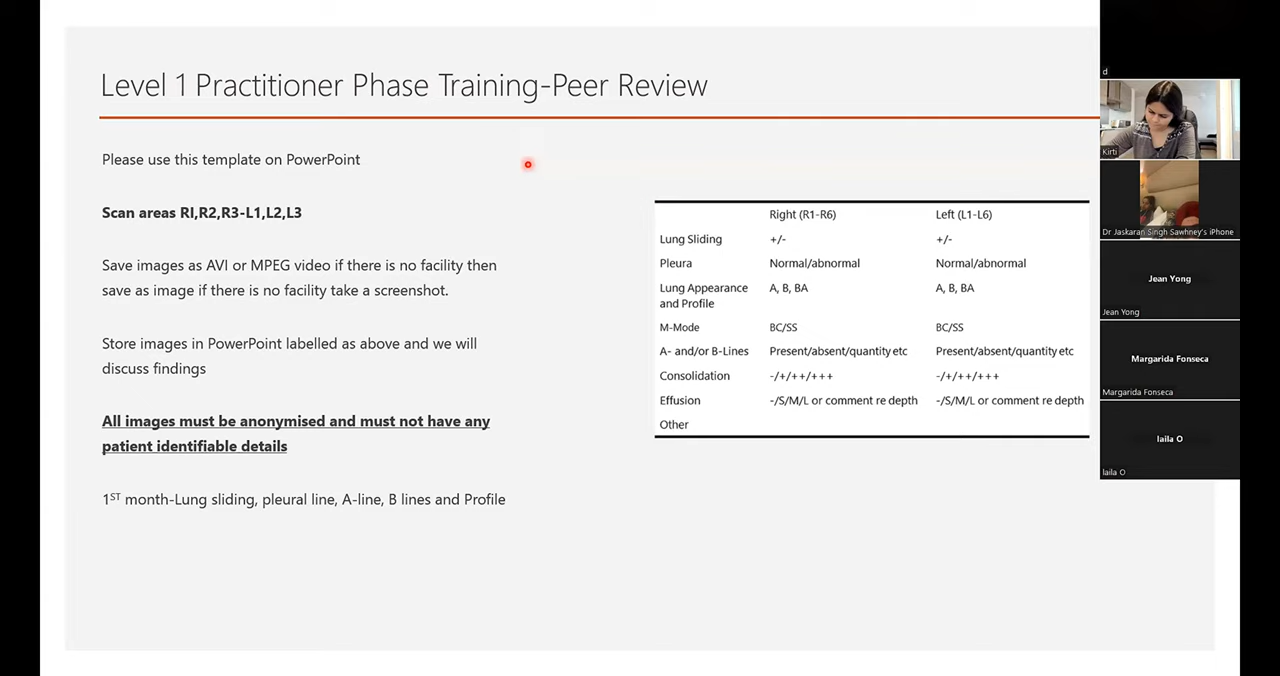 Level 1 Practitioner Phase Training-Peer Review
Please use this template on PowerPoint
Scan areas RI,R2,R3-L1,L2,L3
Save images as AVI or MPEG video if there is no facility then
save as image if there is no facility take a screenshot.
Store images in PowerPoint labelled as above and we will
discuss findings
All images must be anonymised and must not have any
patient identifiable details
1ST month-Lung sliding, pleural line, A-line, B lines and Profile
Right (R1-R6) Left (L1-L6)
Lung Sliding +/- +/-
Pleura Normal/abnormal Normal/abnormal
Lung Appearance and Profile A, B, BA A, B, BA
M-Mode BC/SS BC/SS
A- and/or B-Lines Present/absent/quantity etc Present/absent/quantity etc
Consolidation -/+/++/+++ -/+/++/+++
Effusion -/S/M/L or comment re depth -/S/M/L or comment re depth
Other
d
Kirti
Dr Jaskaran Singh Sawhney's iPhone
Jean Yong
Jean Yong
Margarida Fonseca
Margarida Fonseca
laila O
laila O